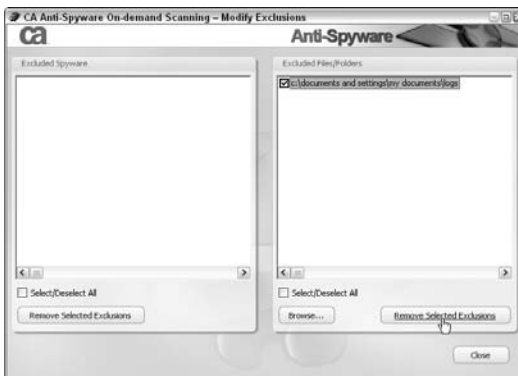 CA Anti-Spyware On-demand Scanning – Modify Exclusions
ca
Anti-Spyware
Excluded Spyware
Excluded Files/Folders
c:\documents and settings\my documents\logs
Select/Deselect All
Select/Deselect All
Remove Selected Exclusions
Browse...
Remove Selected Exclusions
Close